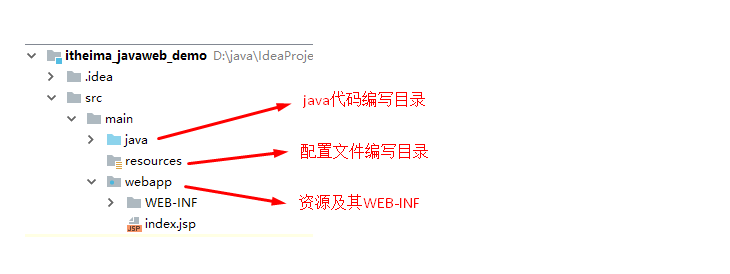 itheima_javaweb_demo D:\java\IdeaProje
.idea
src
java代码编写目录
main
java
配置文件编写目录
resources
webapp
WEB-INF
资源及其WEB-INF
JSP index.jsp